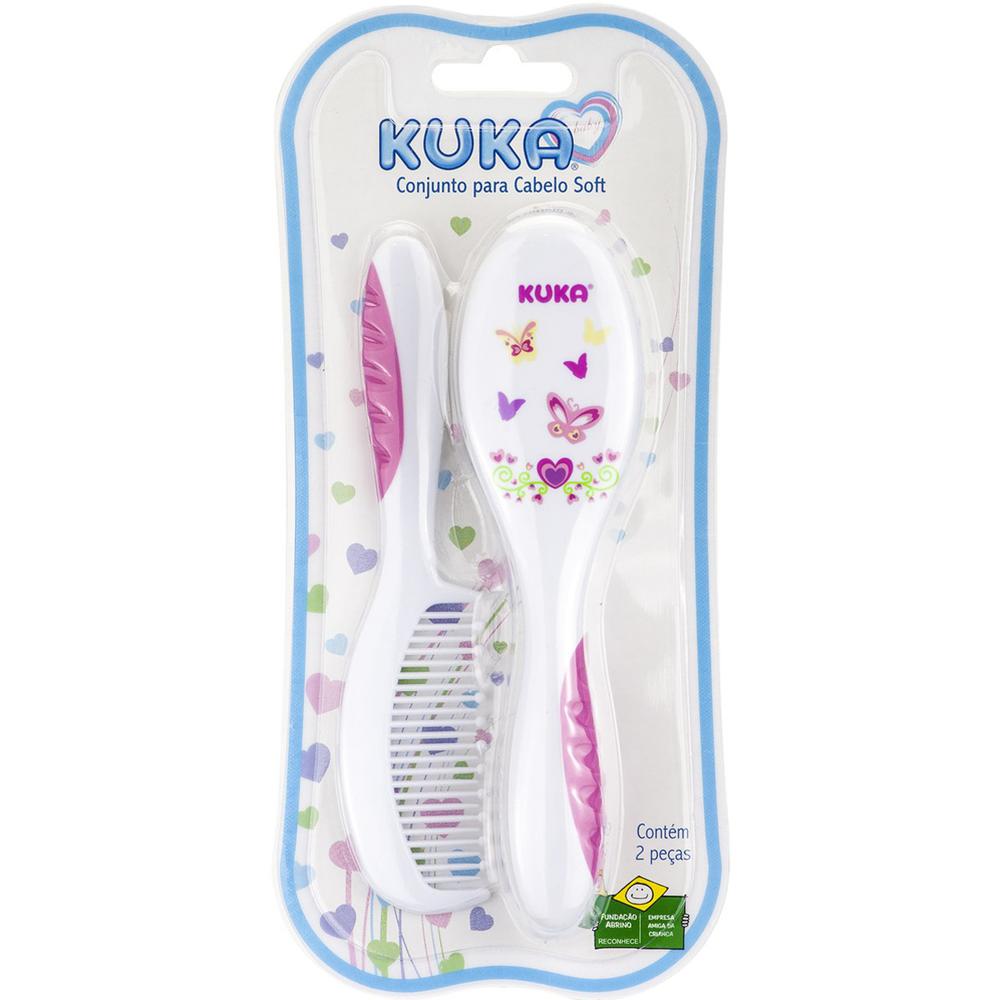 baby
KUKA®
Conjunto para Cabelo Soft
KUKA®
Contém
2 peças
FUNDAÇÃO
ABRINQ
RECONHECE
EMPRESA
AMIGA DA
CRIANÇA